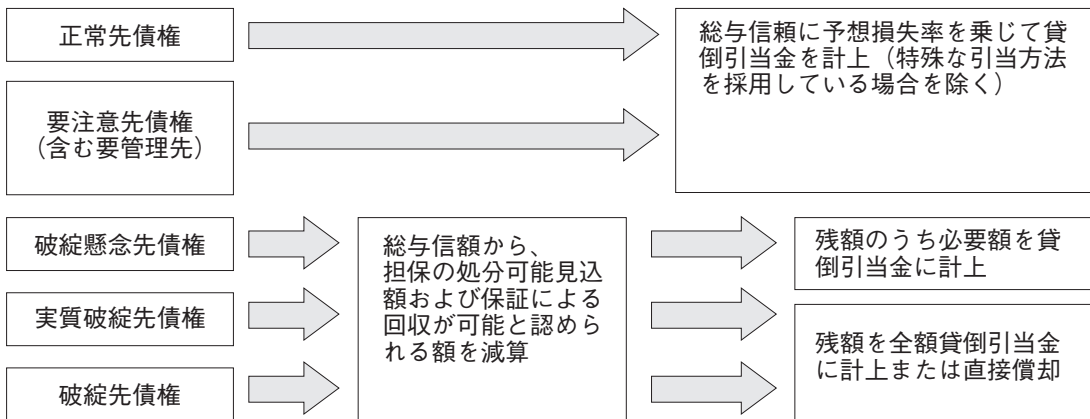 正常先債権
総与信頼に予想損失率を乗じて貸
倒引当金を計上（特殊な引当方法
を採用している場合を除く）
要注意先債権
（含む要管理先）
破綻懸念先債権
実質破綻先債権
破綻先債権
総与信額から、
担保の処分可能見込
額および保証による
回収が可能と認めら
れる額を減算
残額のうち必要額を貸
倒引当金に計上
残額を全額貸倒引当金
に計上または直接償却